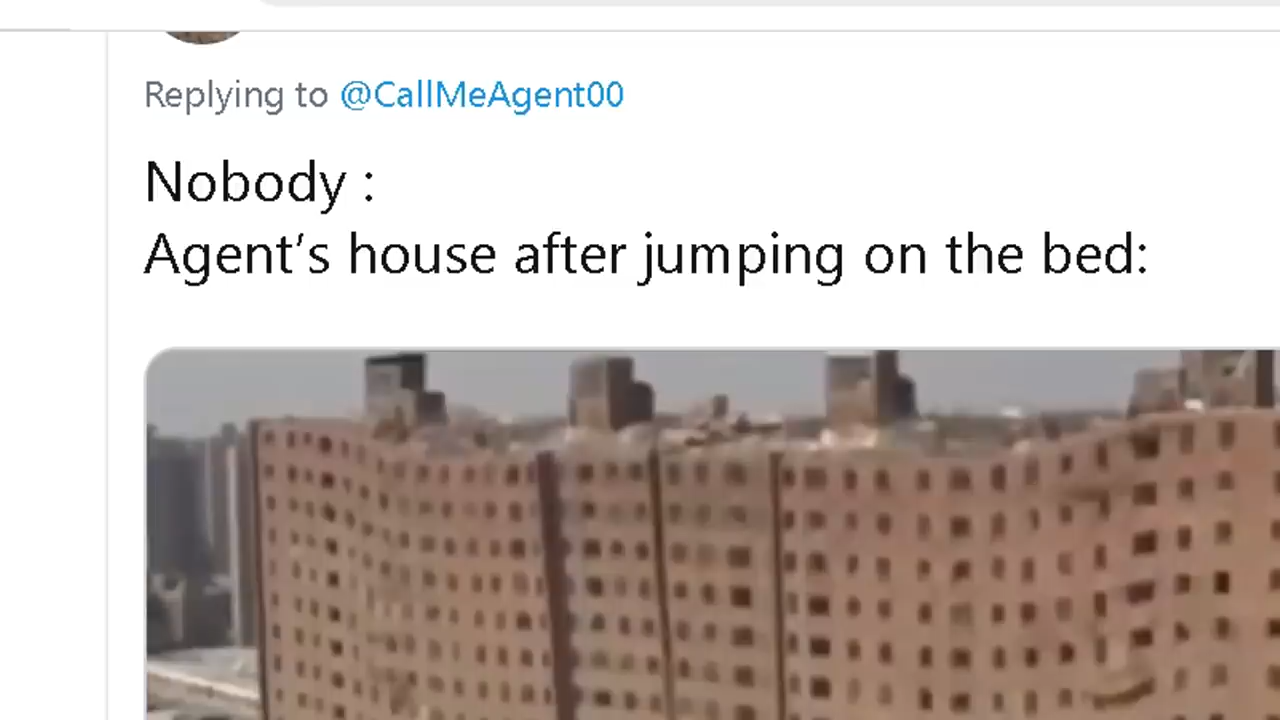 Replying to @CallMeAgent00
Nobody :
Agent's house after jumping on the bed: